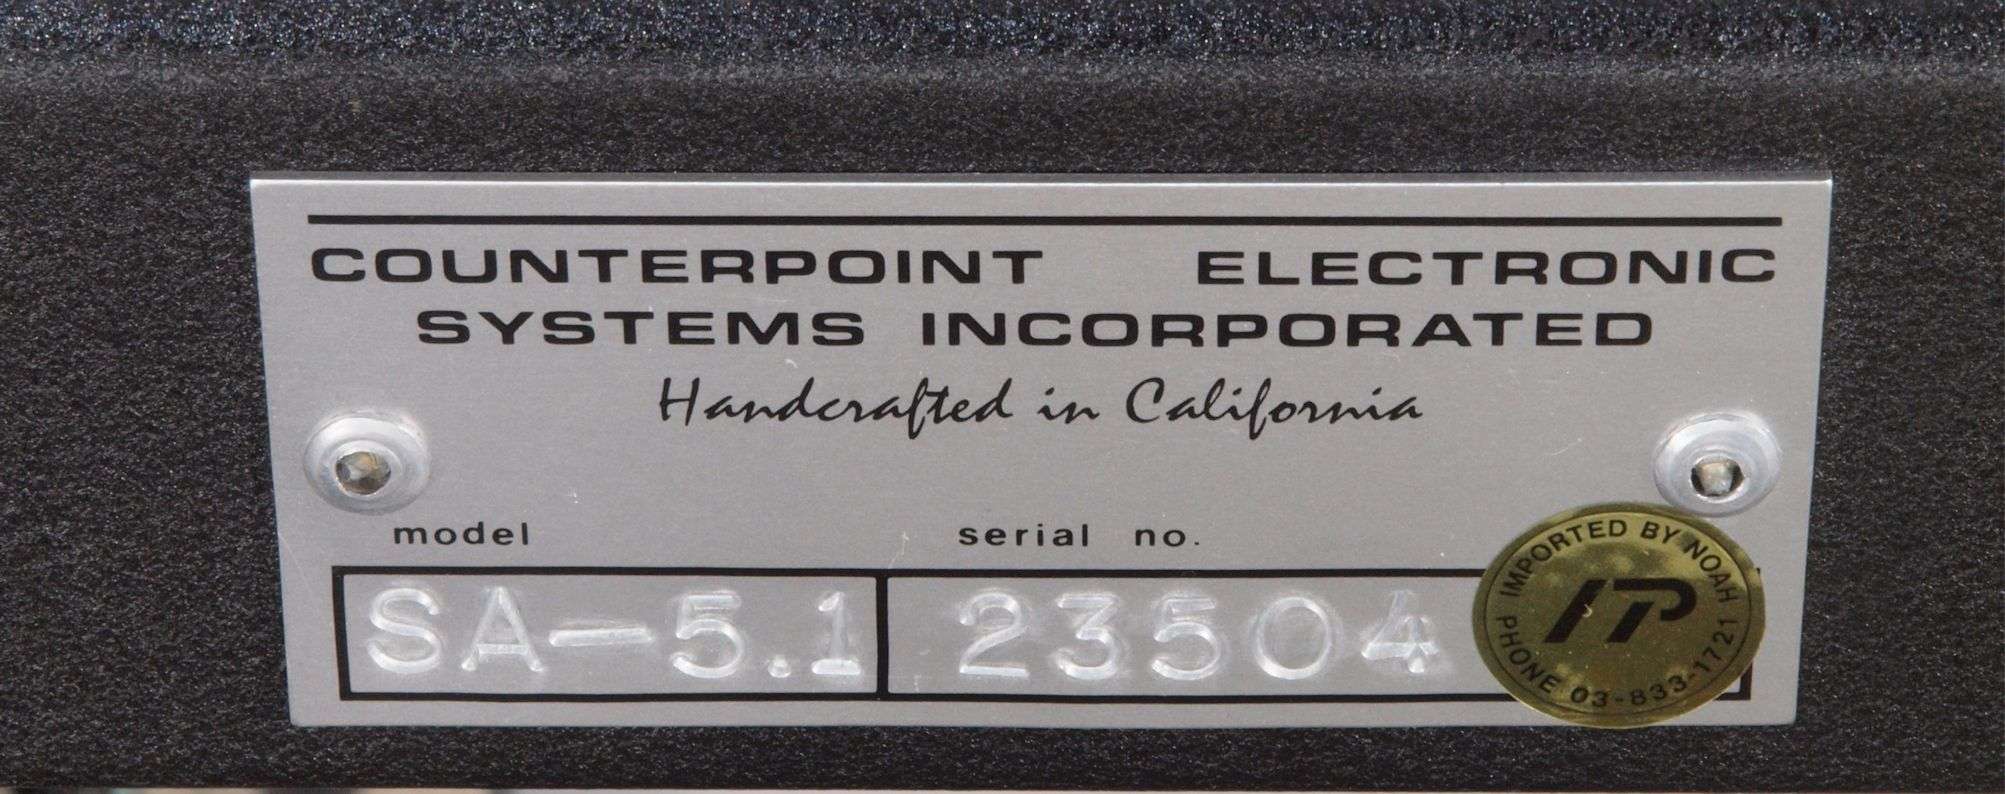 COUNTERPOINT ELECTRONIC
SYSTEMS INCORPORATED
Handcrafted in California
model serial no.
SA-5.1 23504
IMPORTED BY NOAH
IP
PHONE 03-833-1721